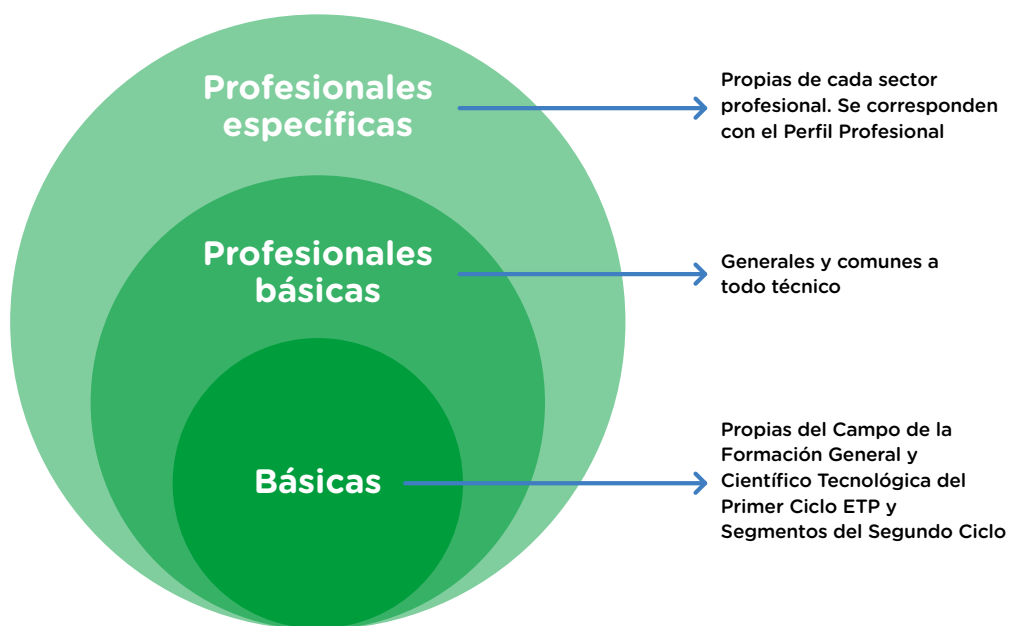 Profesionales
específicas
Propias de cada sector
profesional. Se corresponden
con el Perfil Profesional
Profesionales
básicas
Generales y comunes a
todo técnico
Básicas
Propias del Campo de la
Formación General y
Científico Tecnológica del
Primer Ciclo ETP y
Segmentos del Segundo Ciclo